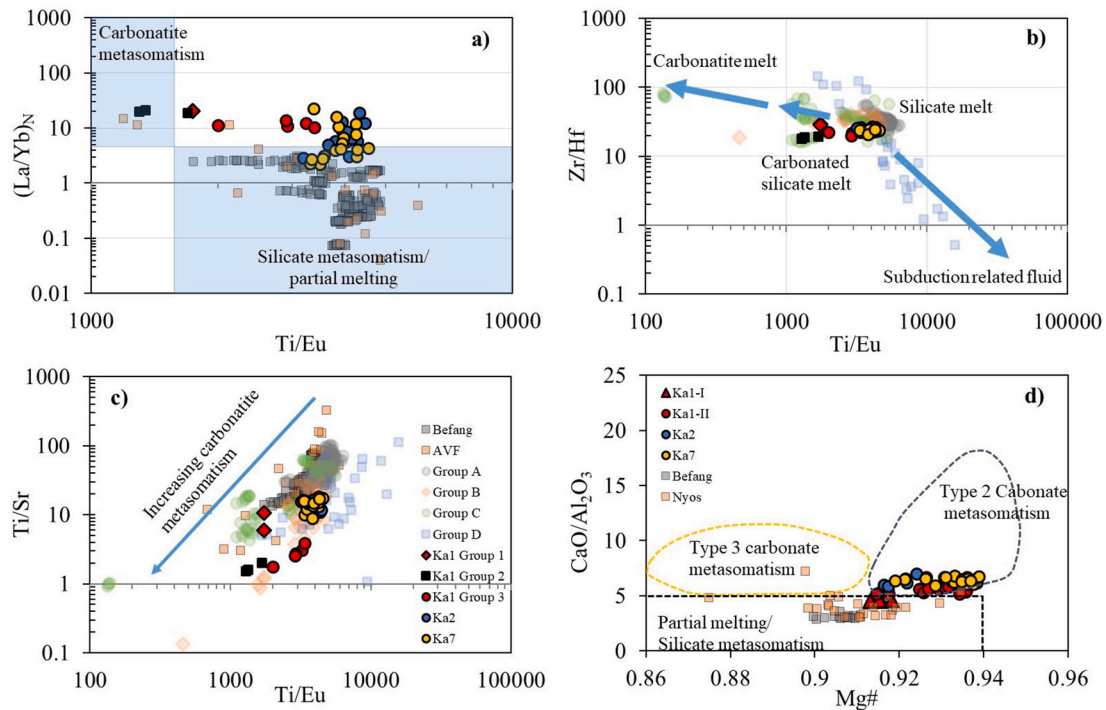 1000
100
10
1
0.1
0.01
(La/Yb)N
Carbonatite
metasomatism
a)
Silicate metasomatism/
partial melting
1000
10000
Ti/Eu
1000
100
10
1
0.1
Zr/Hf
b)
Carbonatite melt
Silicate melt
Carbonated
silicate melt
Subduction related fluid
100
1000
10000
100000
Ti/Eu
1000
100
10
1
0.1
Ti/Sr
c)
Increasing carbonatite
metasomatism
Befang
AVF
Group A
Group B
Group C
Group D
Ka1 Group 1
Ka1 Group 2
Ka1 Group 3
Ka2
Ka7
100
1000
10000
100000
Ti/Eu
25
20
15
10
5
0
CaO/Al2O3
d)
Ka1-I
Ka1-II
Ka2
Ka7
Befang
Nyos
Type 2 Cabonate
metasomatism
Type 3 carbonate
metasomatism
Partial melting/
Silicate metasomatism
0.86
0.88
0.9
0.92
0.94
0.96
Mg#